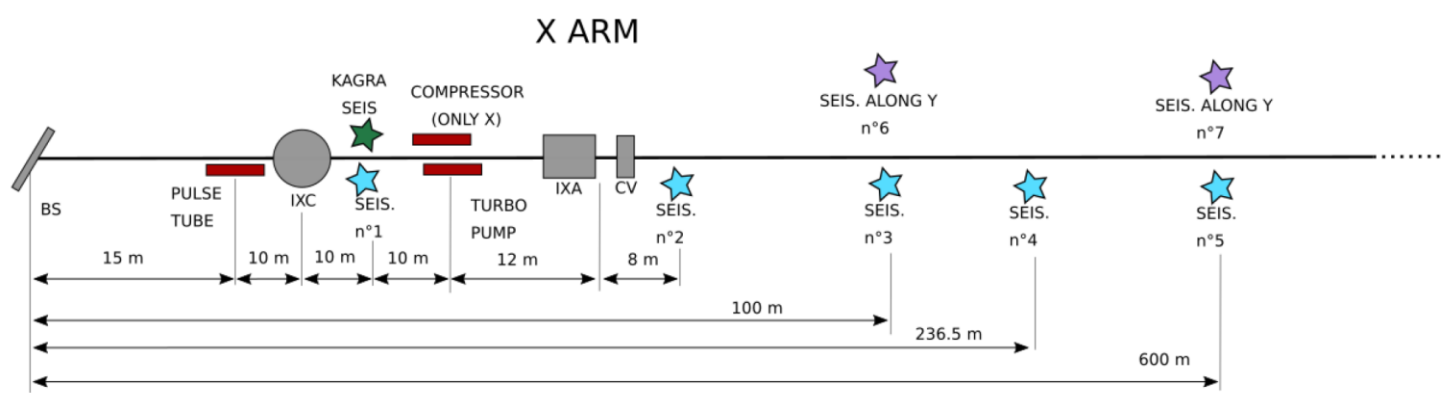 X ARM
KAGRA
SEIS
COMPRESSOR
(ONLY X)
SEIS. ALONG Y
n°6
SEIS. ALONG Y
n°7
BS
PULSE
TUBE
IXC
SEIS.
n°1
TURBO
PUMP
IXA
CV
SEIS.
n°2
SEIS.
n°3
SEIS.
n°4
SEIS.
n°5
15 m
10 m
10 m
10 m
12 m
8 m
100 m
236.5 m
600 m